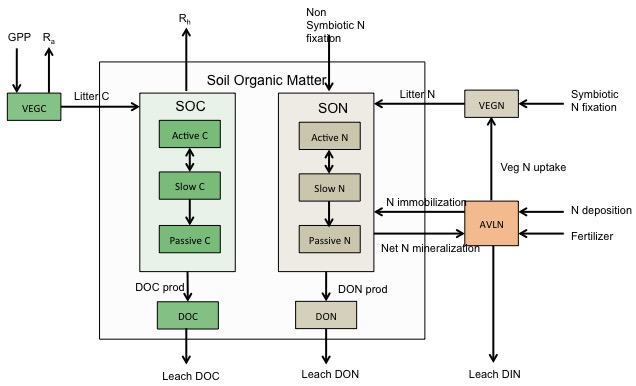 Non
Symbiotic N
fixation
Rh
GPP
Ra
Soil Organic Matter
Litter C
Litter N
Symbiotic
N fixation
VEGC
SOC
SON
VEGN
Active C
Active N
Veg N uptake
Slow C
Slow N
N immobilization
N deposition
AVLN
Passive C
Passive N
Fertilizer
Net N mineralization
DOC prod
DON prod
DOC
DON
Leach DOC
Leach DON
Leach DIN